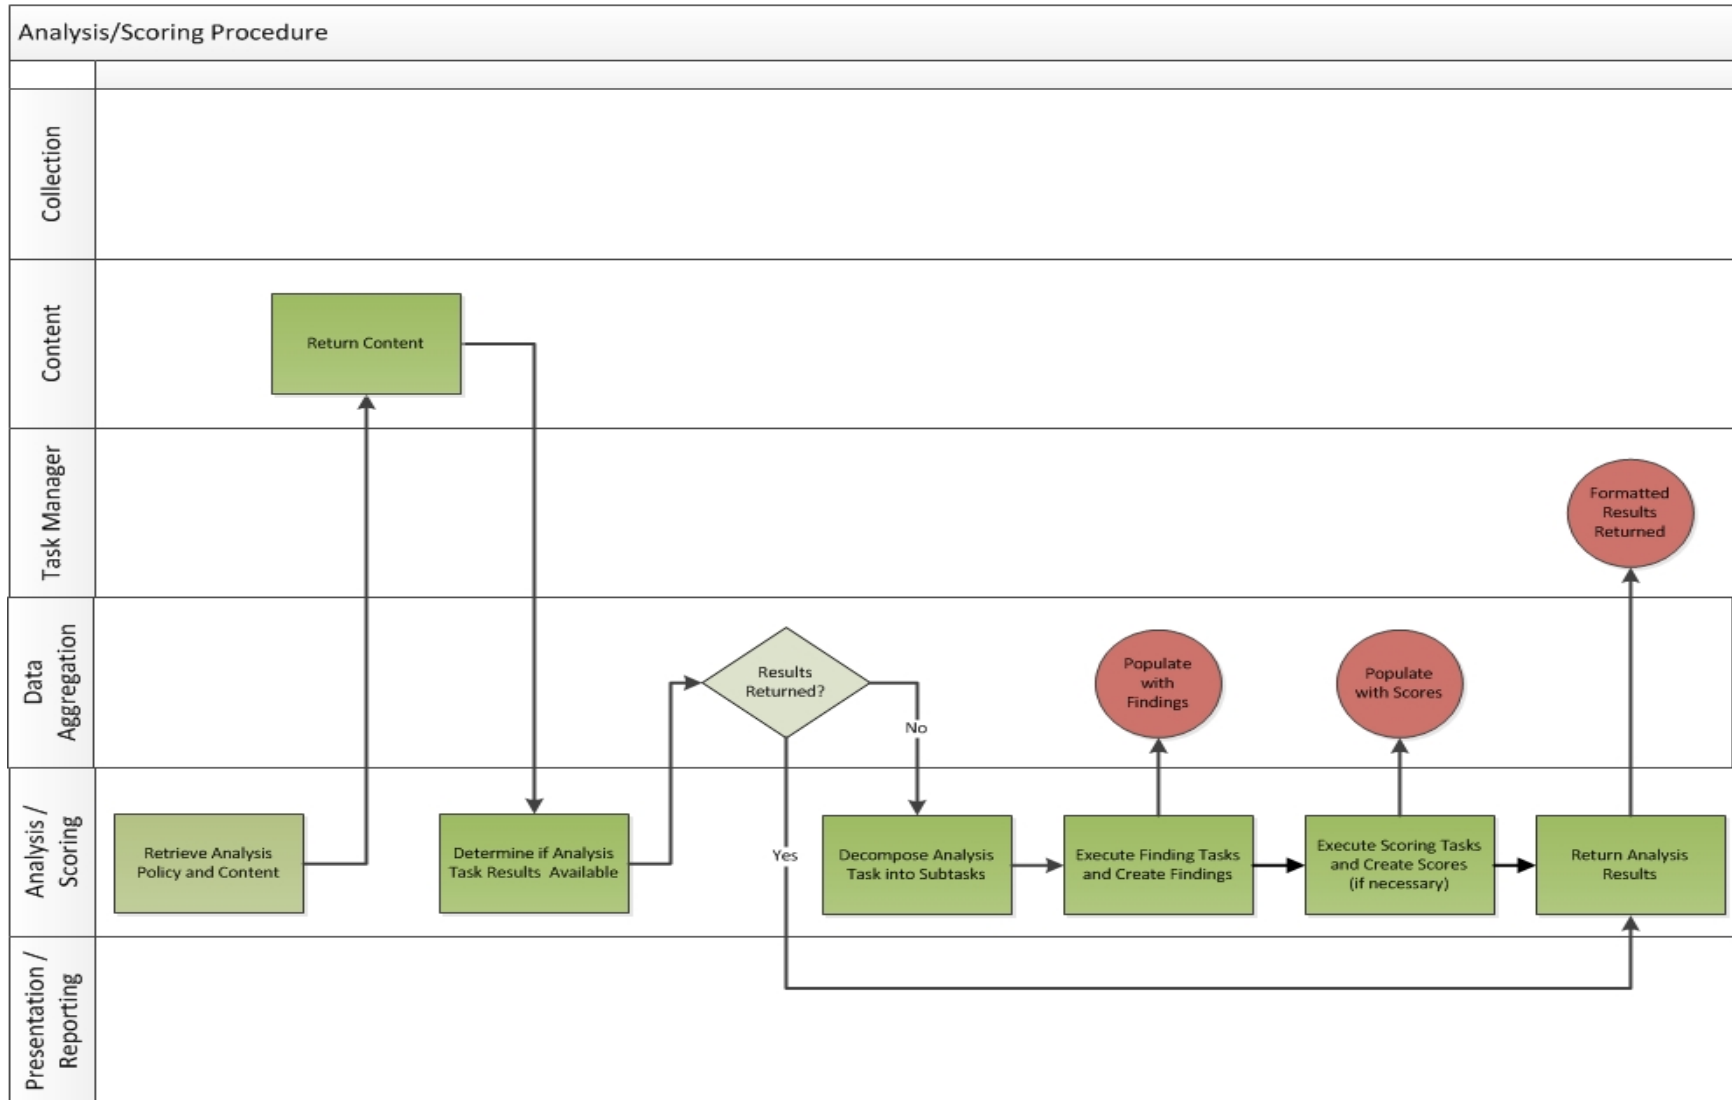 Analysis/Scoring Procedure
Collection
Content
Return Content
Task Manager
Formatted
Results
Returned
Data
Aggregation
Results
Returned?
No
Populate
with
Findings
Populate
with Scores
Analysis /
Scoring
Retrieve Analysis
Policy and Content
Determine if Analysis
Task Results Available
Yes
Decompose Analysis
Task into Subtasks
Execute Finding Tasks
and Create Findings
Execute Scoring Tasks
and Create Scores
(if necessary)
Return Analysis
Results
Presentation /
Reporting